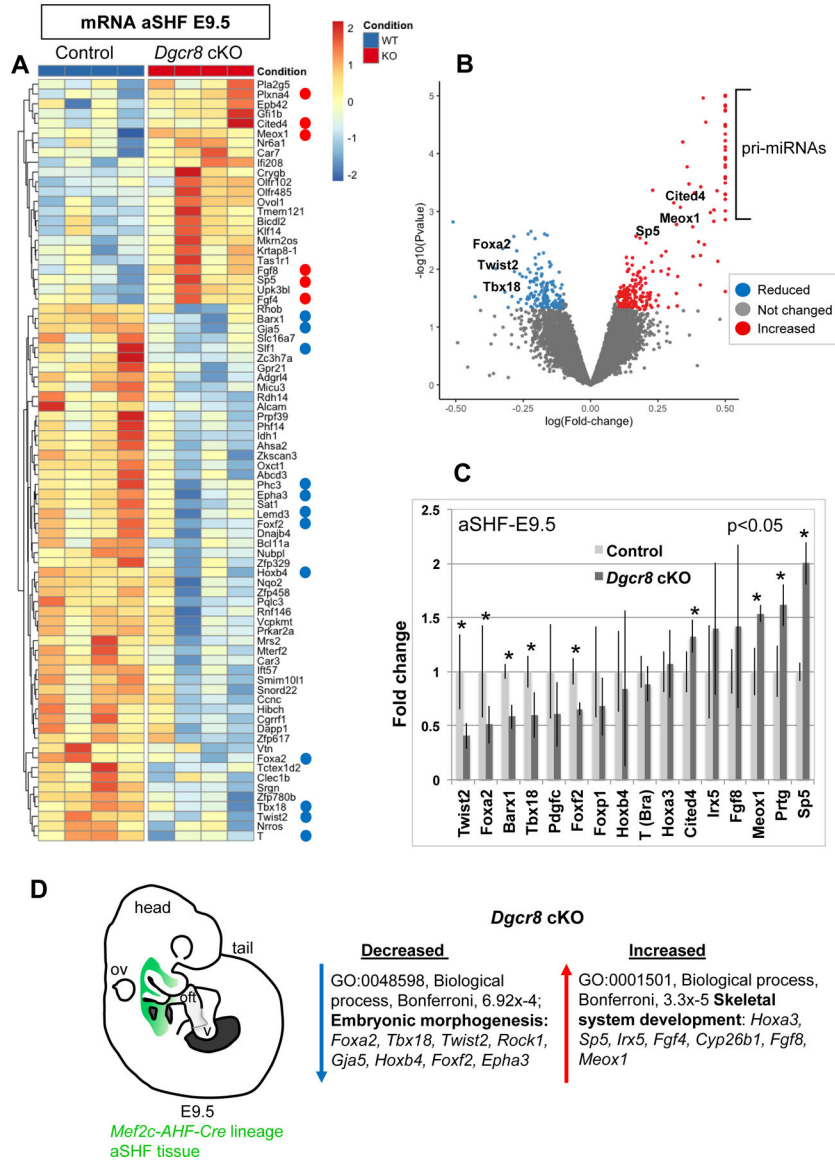 mRNA aSHF E9.5
Control
Dgcr8 cKO
A
Condition
WT
KO
2
1
0
-1
-2
Condition
Pla2g5
Plxna4
Epb42
Gfi1b
Cited4
Meox1
Nr6a1
Car7
Ifi208
Crygb
Olfr102
Olfr485
Ovol1
Tmem121
Bicdl2
Klf14
Mkrn2os
Krtap8-1
Tas1r1
Fgf8
Sp5
Upk3bl
Fgf4
Rhob
Barx1
Gja5
Slc16a7
Slf1
Zc3h7a
Gpr21
Adgrl4
Micu3
Rdh14
Alcam
Prpf39
Phf14
Idh1
Ahsa2
Zkscan3
Oxct1
Abcd3
Phc3
Epha3
Sat1
Lemd3
Foxf2
Dnajb4
Bcl11a
Nubpl
Zfp329
Hoxb4
Nqo2
Zfp458
Pqlc3
Rnf146
Vcpkmt
Prkar2a
Mrs2
Mterf2
Car3
Ift57
Smim10l1
Snord22
Ccnc
Hibch
Cgrrf1
Dapp1
Zfp617
Vtn
Foxa2
Tctex1d2
Clec1b
Srgn
Zfp780b
Tbx18
Twist2
Nrros
T
B
5
4
3
2
1
0
-log10(Pvalue)
pri-miRNAs
Cited4
Meox1
Sp5
Foxa2
Twist2
Tbx18
Reduced
Not changed
Increased
-0.50
-0.25
0.00
0.25
0.50
log(Fold-change)
C
aSHF-E9.5
p<0.05
Control
Dgcr8 cKO
2.5
2
1.5
1
0.5
0
Fold change
* * * * * * * * *
Twist2
Foxa2
Barx1
Tbx18
Pdgfc
Foxf2
Foxp1
Hoxb4
T (Bra)
Hoxa3
Cited4
Irx5
Fgf8
Meox1
Prtg
Sp5
D
head
tail
ov
oft
v
E9.5
Mef2c-AHF-Cre lineage
aSHF tissue
Dgcr8 cKO
Decreased
GO:0048598, Biological
process, Bonferroni, 6.92x-4;
Embryonic morphogenesis:
Foxa2, Tbx18, Twist2, Rock1,
Gja5, Hoxb4, Foxf2, Epha3
Increased
GO:0001501, Biological process,
Bonferroni, 3.3x-5 Skeletal
system development: Hoxa3,
Sp5, Irx5, Fgf4, Cyp26b1, Fgf8,
Meox1